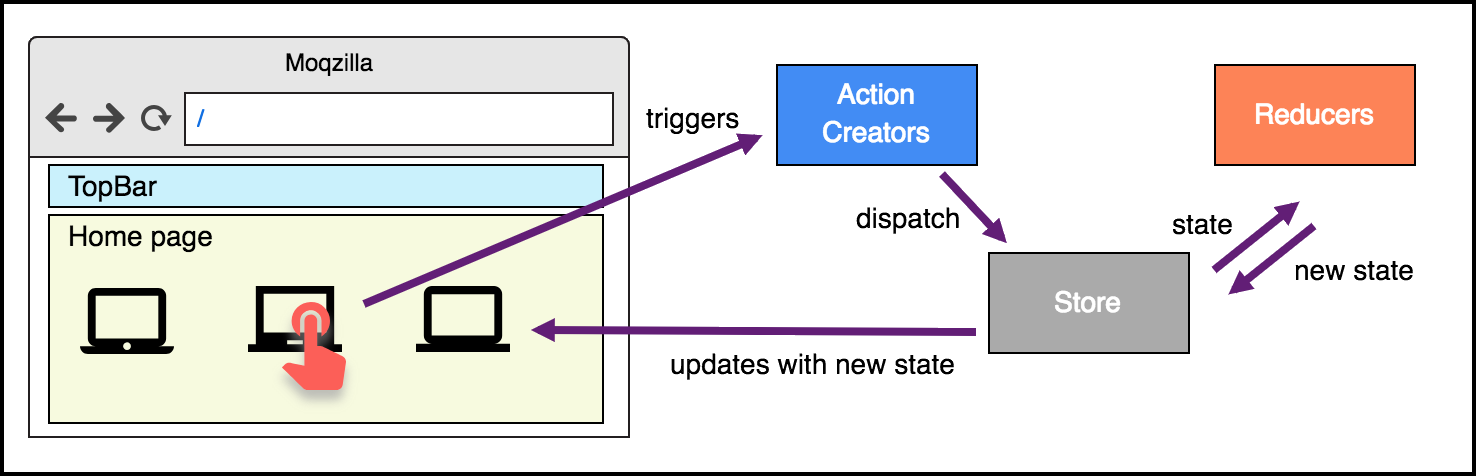 Moqzilla
/
TopBar
Home page
triggers
Action
Creators
dispatch
Store
state
new state
Reducers
updates with new state